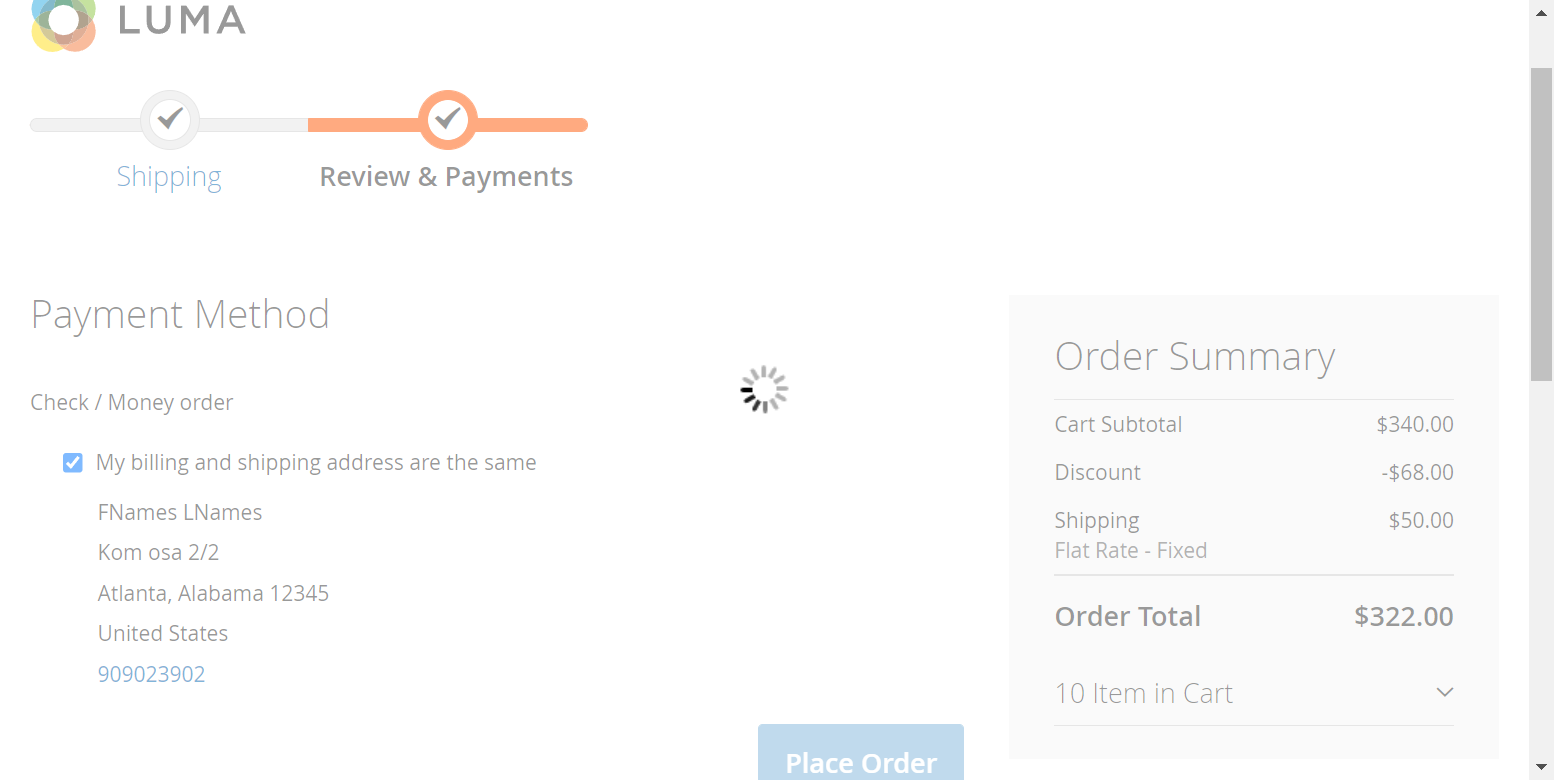 LUMA
Shipping
Review & Payments
Payment Method
Check / Money order
My billing and shipping address are the same
FNames LNames
Kom osa 2/2
Atlanta, Alabama 12345
United States
909023902
Place Order
Order Summary
Cart Subtotal $340.00
Discount -$68.00
Shipping $50.00
Flat Rate - Fixed
Order Total $322.00
10 Item in Cart